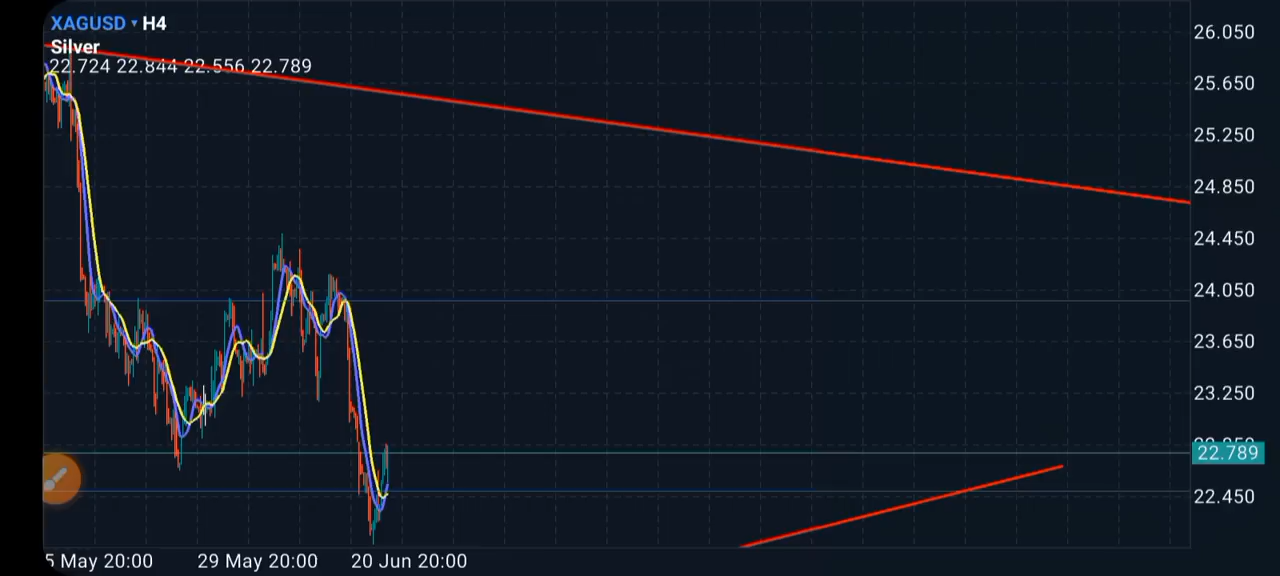 XAGUSD ▾ H4
Silver
22.724 22.844 22.556 22.789
26.050
25.650
25.250
24.850
24.450
24.050
23.650
23.250
22.789
22.450
5 May 20:00 29 May 20:00 20 Jun 20:00